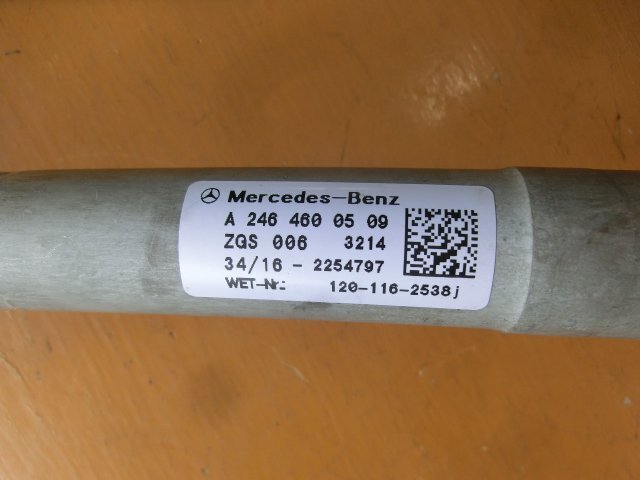 Mercedes-Benz
A 246 460 05 09
ZGS 006 3214
34/16 - 2254797
WET-Nr.: 120-116-2538j